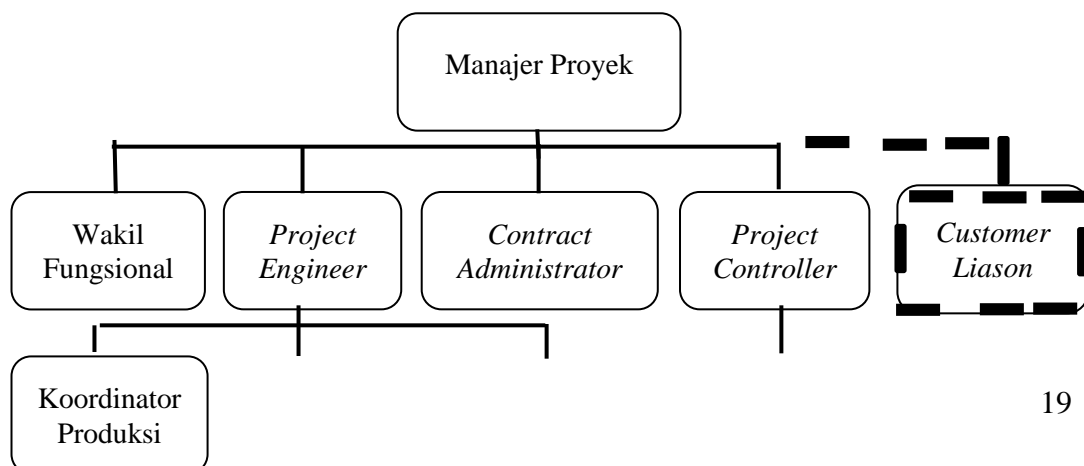 Manajer Proyek
Wakil
Fungsional
Project
Engineer
Contract
Administrator
Project
Controller
Customer
Liason
Koordinator
Produksi
19